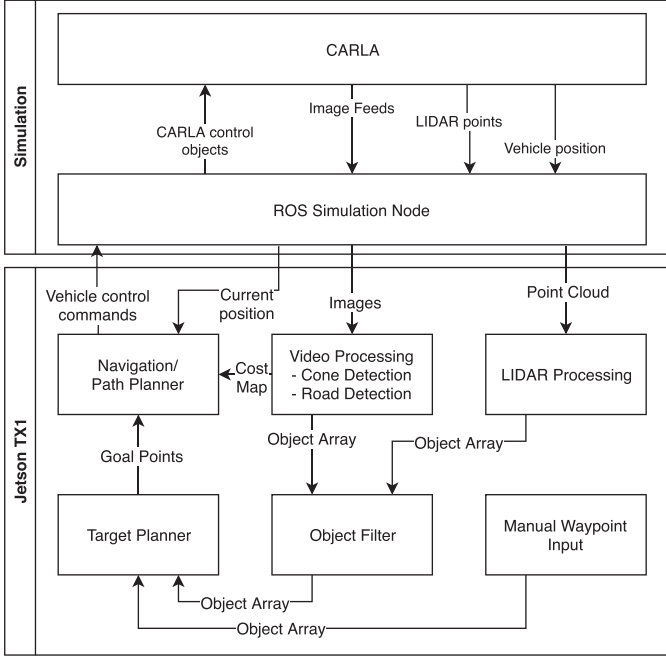 Simulation
CARLA
CARLA control
objects
Image Feeds
LIDAR points
Vehicle position
ROS Simulation Node
Jetson TX1
Vehicle control
commands
Current
position
Images
Point Cloud
Navigation/
Path Planner
Cost
Map
Video Processing
- Cone Detection
- Road Detection
LIDAR Processing
Goal Points
Object Array
Object Array
Target Planner
Object Filter
Manual Waypoint
Input
Object Array
Object Array